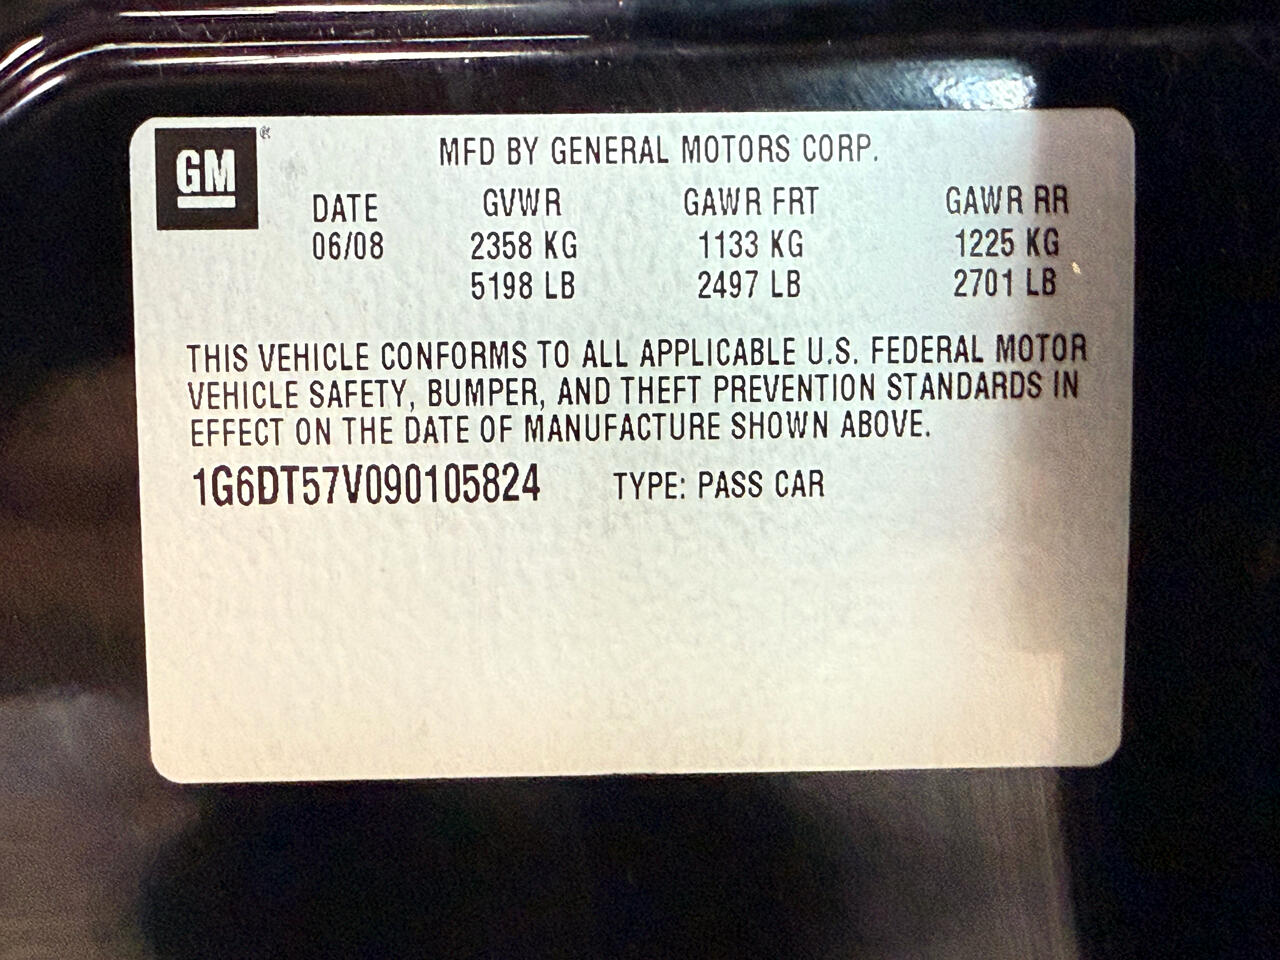 GM®
MFD BY GENERAL MOTORS CORP.
DATE GVWR GAWR FRT GAWR RR
06/08 2358 KG 1133 KG 1225 KG
5198 LB 2497 LB 2701 LB
THIS VEHICLE CONFORMS TO ALL APPLICABLE U.S. FEDERAL MOTOR
VEHICLE SAFETY, BUMPER, AND THEFT PREVENTION STANDARDS IN
EFFECT ON THE DATE OF MANUFACTURE SHOWN ABOVE.
1G6DT57V090105824 TYPE: PASS CAR